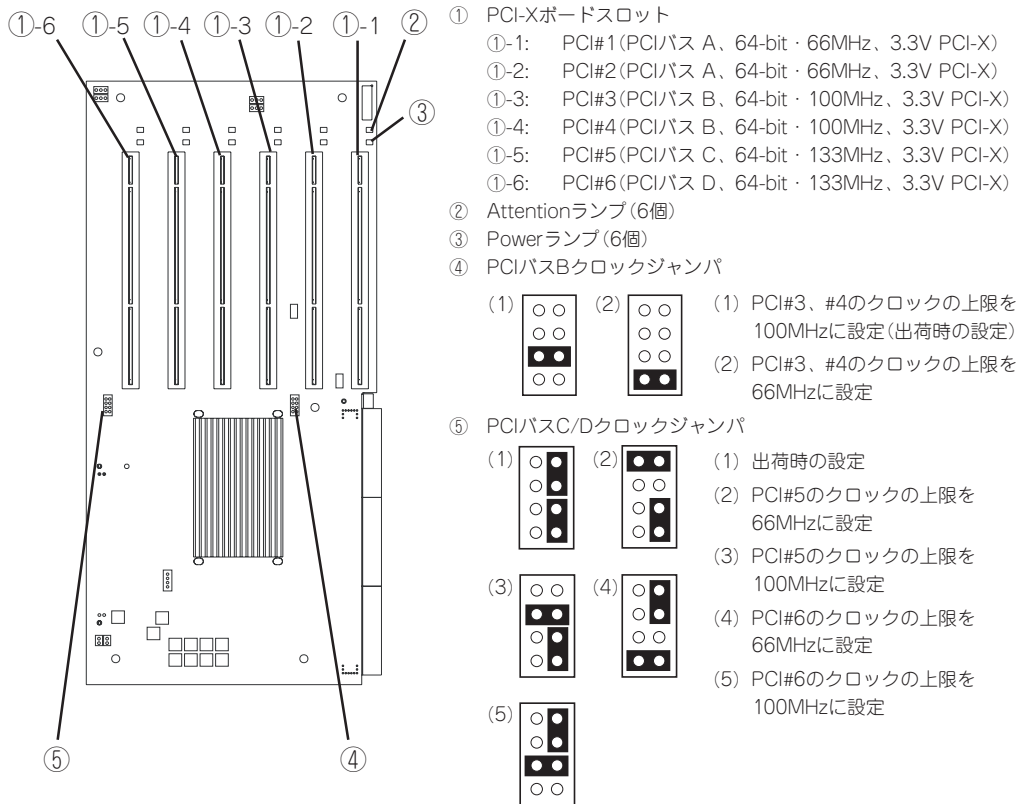 ①-6 ①-5 ①-4 ①-3 ①-2 ①-1 ②
③
⑤ ④
① PCI-Xボードスロット
①-1: PCI#1(PCIバス A、64-bit・66MHz、3.3V PCI-X)
①-2: PCI#2(PCIバス A、64-bit・66MHz、3.3V PCI-X)
①-3: PCI#3(PCIバス B、64-bit・100MHz、3.3V PCI-X)
①-4: PCI#4(PCIバス B、64-bit・100MHz、3.3V PCI-X)
①-5: PCI#5(PCIバス C、64-bit・133MHz、3.3V PCI-X)
①-6: PCI#6(PCIバス D、64-bit・133MHz、3.3V PCI-X)
② Attentionランプ(6個)
③ Powerランプ(6個)
④ PCIバスBクロックジャンパ
(1) (2)
(1) PCI#3、#4のクロックの上限を
100MHzに設定(出荷時の設定)
(2) PCI#3、#4のクロックの上限を
66MHzに設定
⑤ PCIバスC/Dクロックジャンパ
(1) (2)
(3) (4)
(5)
(1) 出荷時の設定
(2) PCI#5のクロックの上限を
66MHzに設定
(3) PCI#5のクロックの上限を
100MHzに設定
(4) PCI#6のクロックの上限を
66MHzに設定
(5) PCI#6のクロックの上限を
100MHzに設定